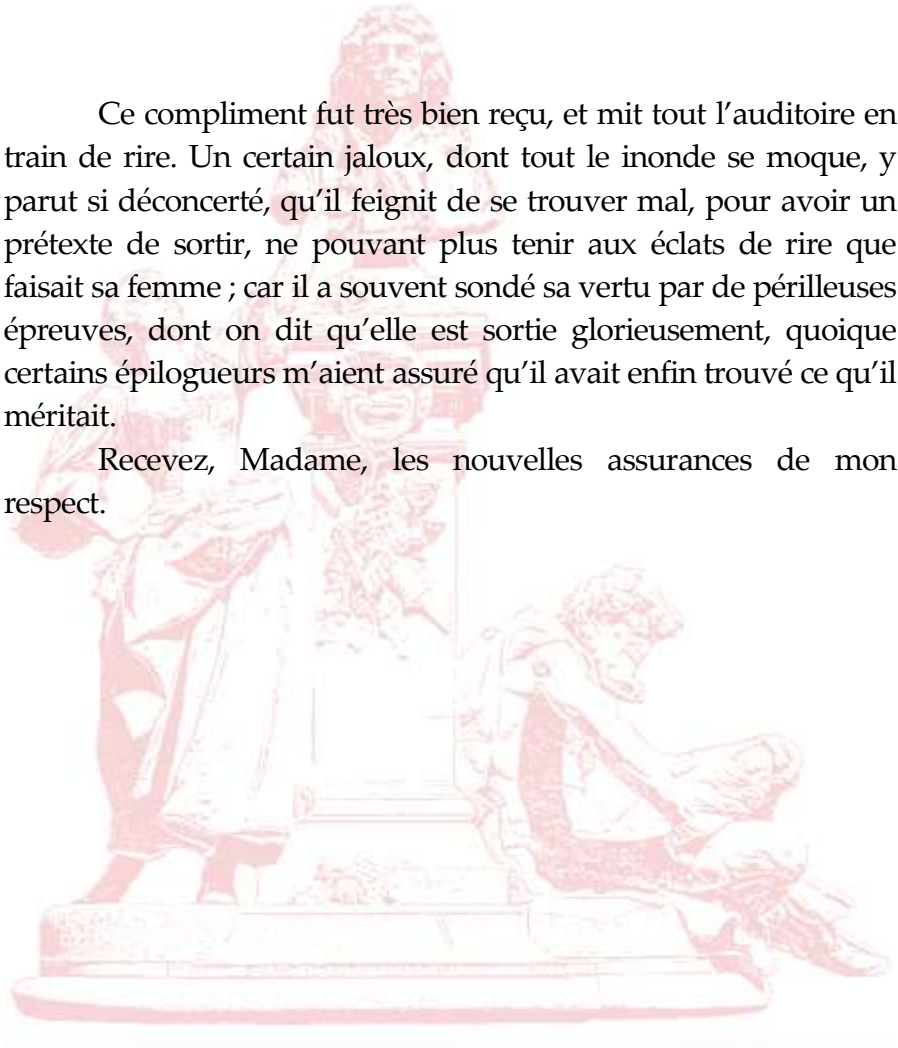 Ce compliment fut très bien reçu, et mit tout l’auditoire en
train de rire. Un certain jaloux, dont tout le inonde se moque, y
parut si déconcerté, qu’il feignit de se trouver mal, pour avoir un
prétexte de sortir, ne pouvant plus tenir aux éclats de rire que
faisait sa femme ; car il a souvent sondé sa vertu par de périlleuses
épreuves, dont on dit qu’elle est sortie glorieusement, quoique
certains épilogueurs m’aient assuré qu’il avait enfin trouvé ce qu’il
méritait.
Recevez, Madame, les nouvelles assurances de mon
respect.